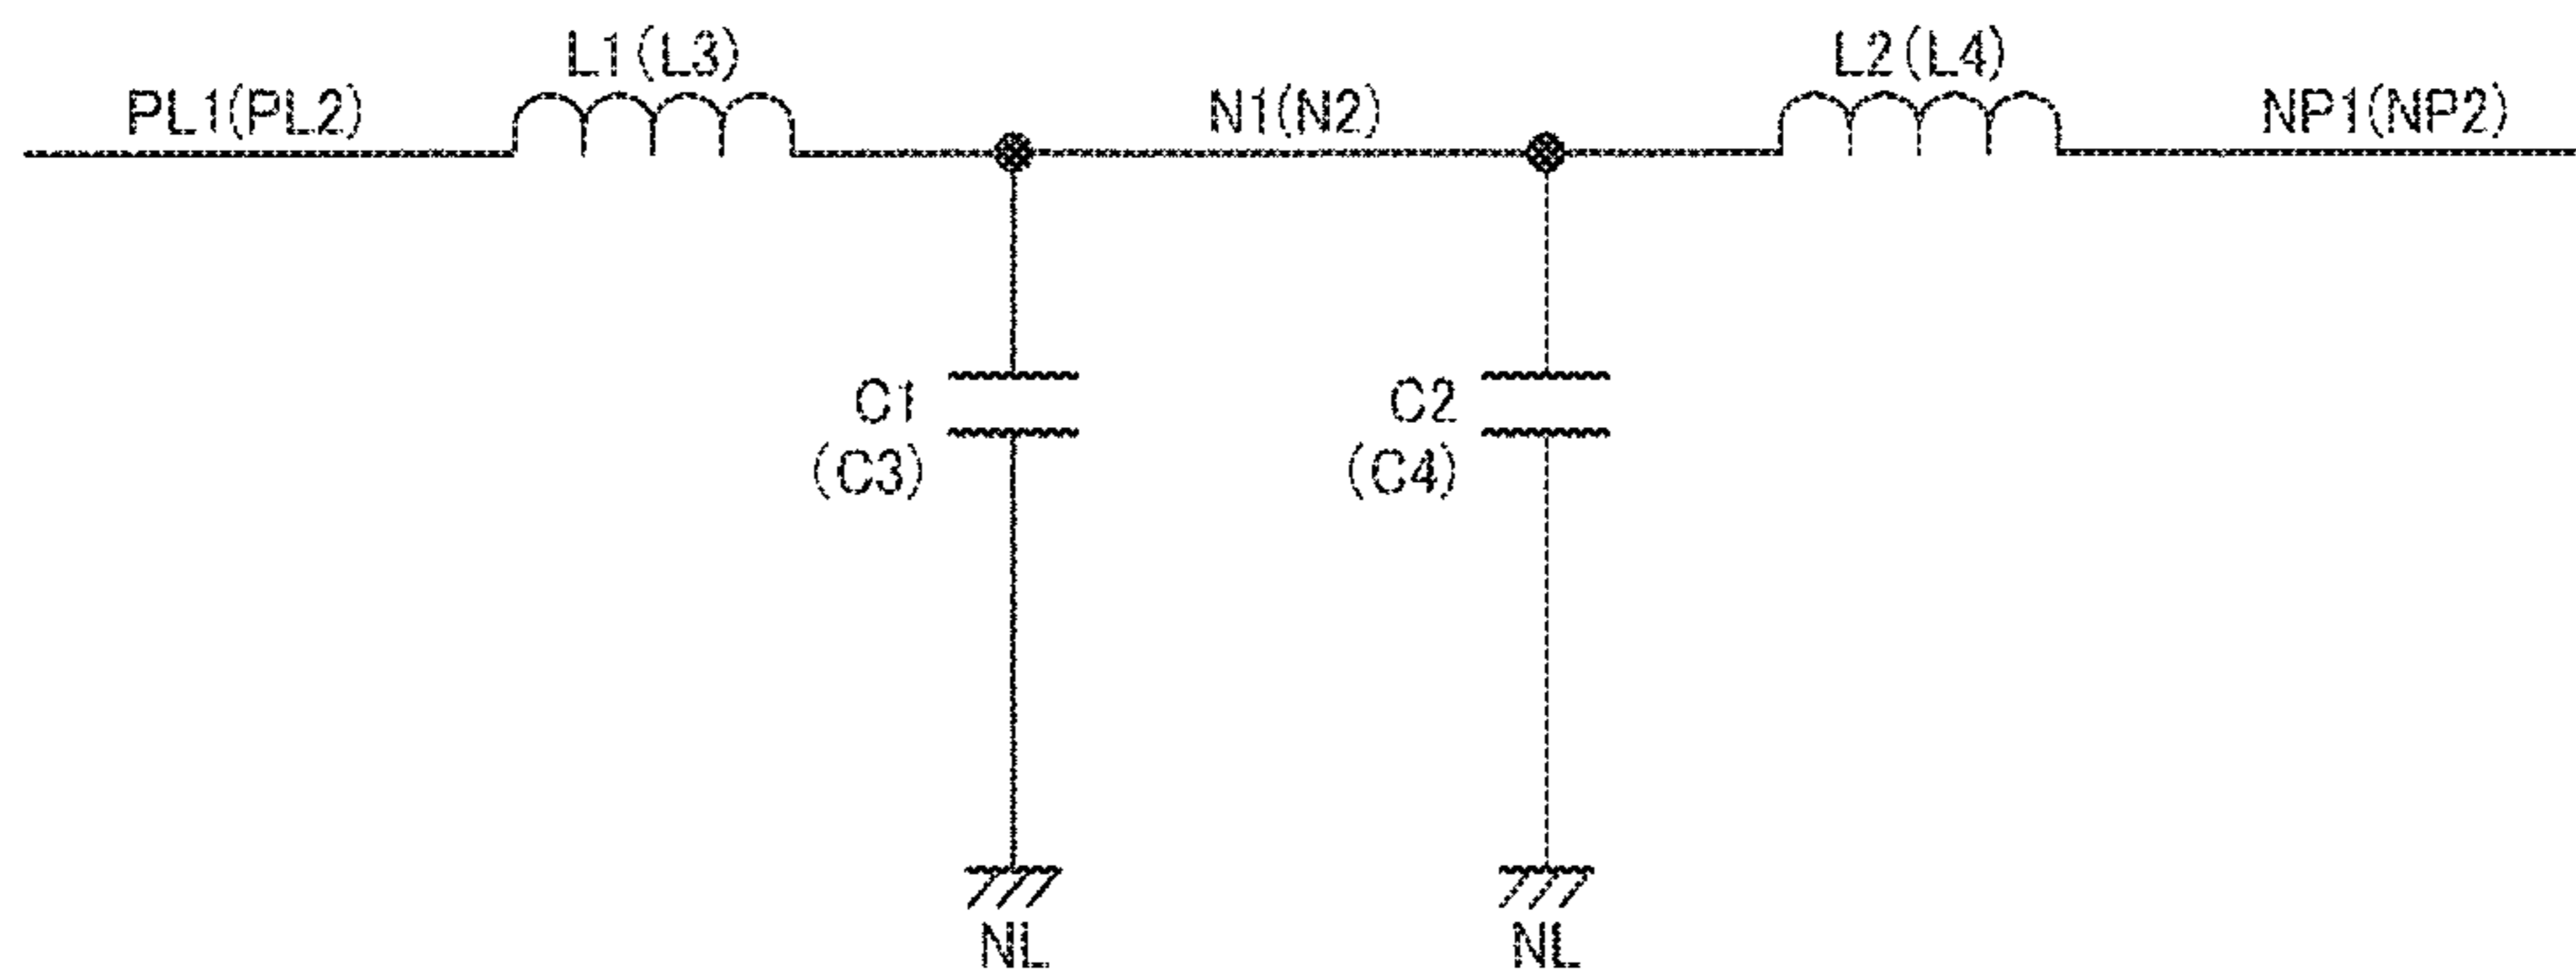 L1(L3)
L2(L4)
PL1(PL2)
N1(N2)
NP1(NP2)
C1
(C3)
C2
(C4)
NL
NL